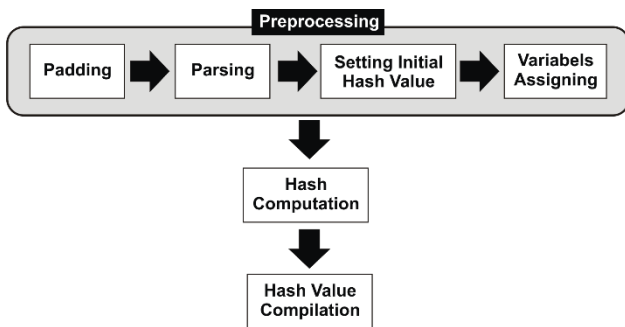 Preprocessing
Padding
Parsing
Setting Initial
Hash Value
Variabels
Assigning
Hash
Computation
Hash Value
Compilation